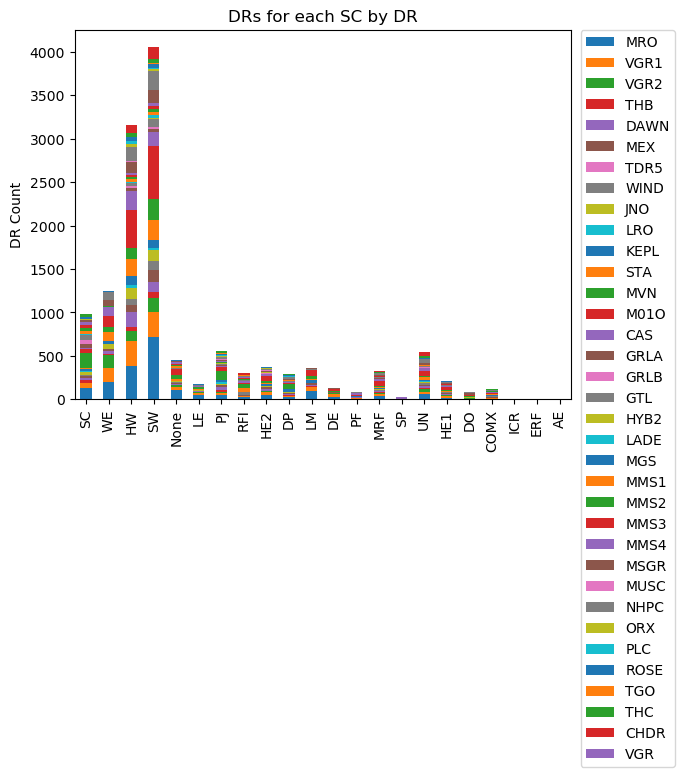 DRs for each SC by DR
DR Count
4000
3500
3000
2500
2000
1500
1000
500
0
SC
WE
HW
SW
None
LE
PJ
RFI
HE2
DP
LM
DE
PF
MRF
SP
UN
HE1
DO
COMX
ICR
ERF
AE
MRO
VGR1
VGR2
THB
DAWN
MEX
TDR5
WIND
JNO
LRO
KEPL
STA
MVN
M01O
CAS
GRLA
GRLB
GTL
HYB2
LADE
MGS
MMS1
MMS2
MMS3
MMS4
MSGR
MUSC
NHPC
ORX
PLC
ROSE
TGO
THC
CHDR
VGR